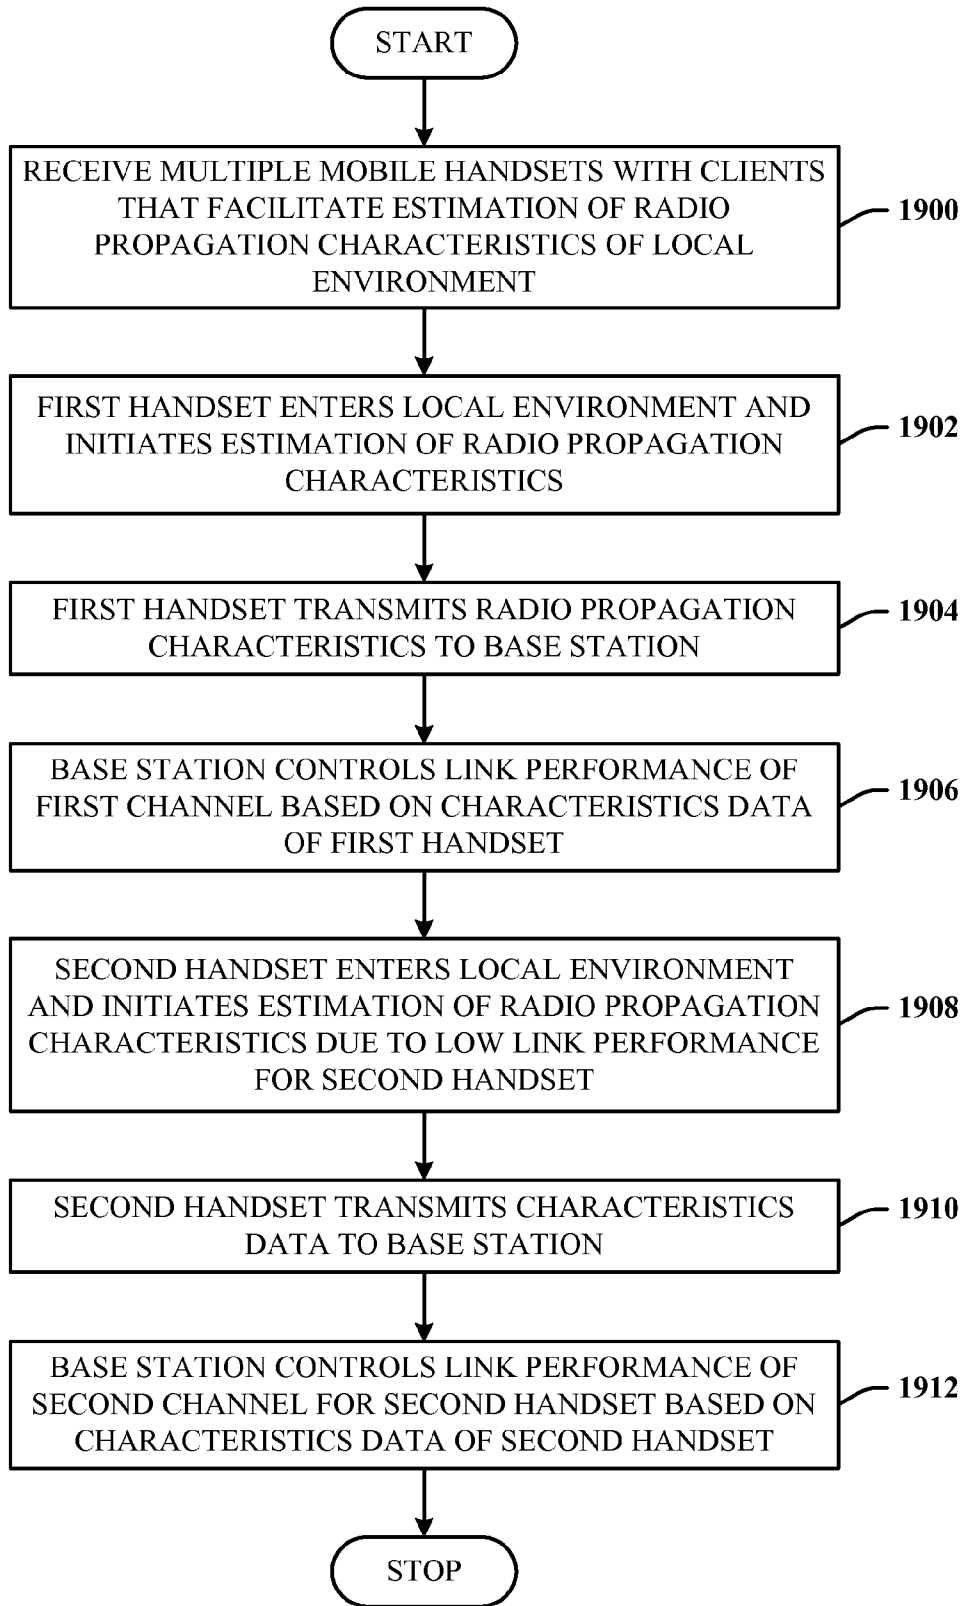 START
RECEIVE MULTIPLE MOBILE HANDSETS WITH CLIENTS
THAT FACILITATE ESTIMATION OF RADIO
PROPAGATION CHARACTERISTICS OF LOCAL
ENVIRONMENT
1900
FIRST HANDSET ENTERS LOCAL ENVIRONMENT AND
INITIATES ESTIMATION OF RADIO PROPAGATION
CHARACTERISTICS
1902
FIRST HANDSET TRANSMITS RADIO PROPAGATION
CHARACTERISTICS TO BASE STATION
1904
BASE STATION CONTROLS LINK PERFORMANCE OF
FIRST CHANNEL BASED ON CHARACTERISTICS DATA
OF FIRST HANDSET
1906
SECOND HANDSET ENTERS LOCAL ENVIRONMENT
AND INITIATES ESTIMATION OF RADIO PROPAGATION
CHARACTERISTICS DUE TO LOW LINK PERFORMANCE
FOR SECOND HANDSET
1908
SECOND HANDSET TRANSMITS CHARACTERISTICS
DATA TO BASE STATION
1910
BASE STATION CONTROLS LINK PERFORMANCE OF
SECOND CHANNEL FOR SECOND HANDSET BASED ON
CHARACTERISTICS DATA OF SECOND HANDSET
1912
STOP